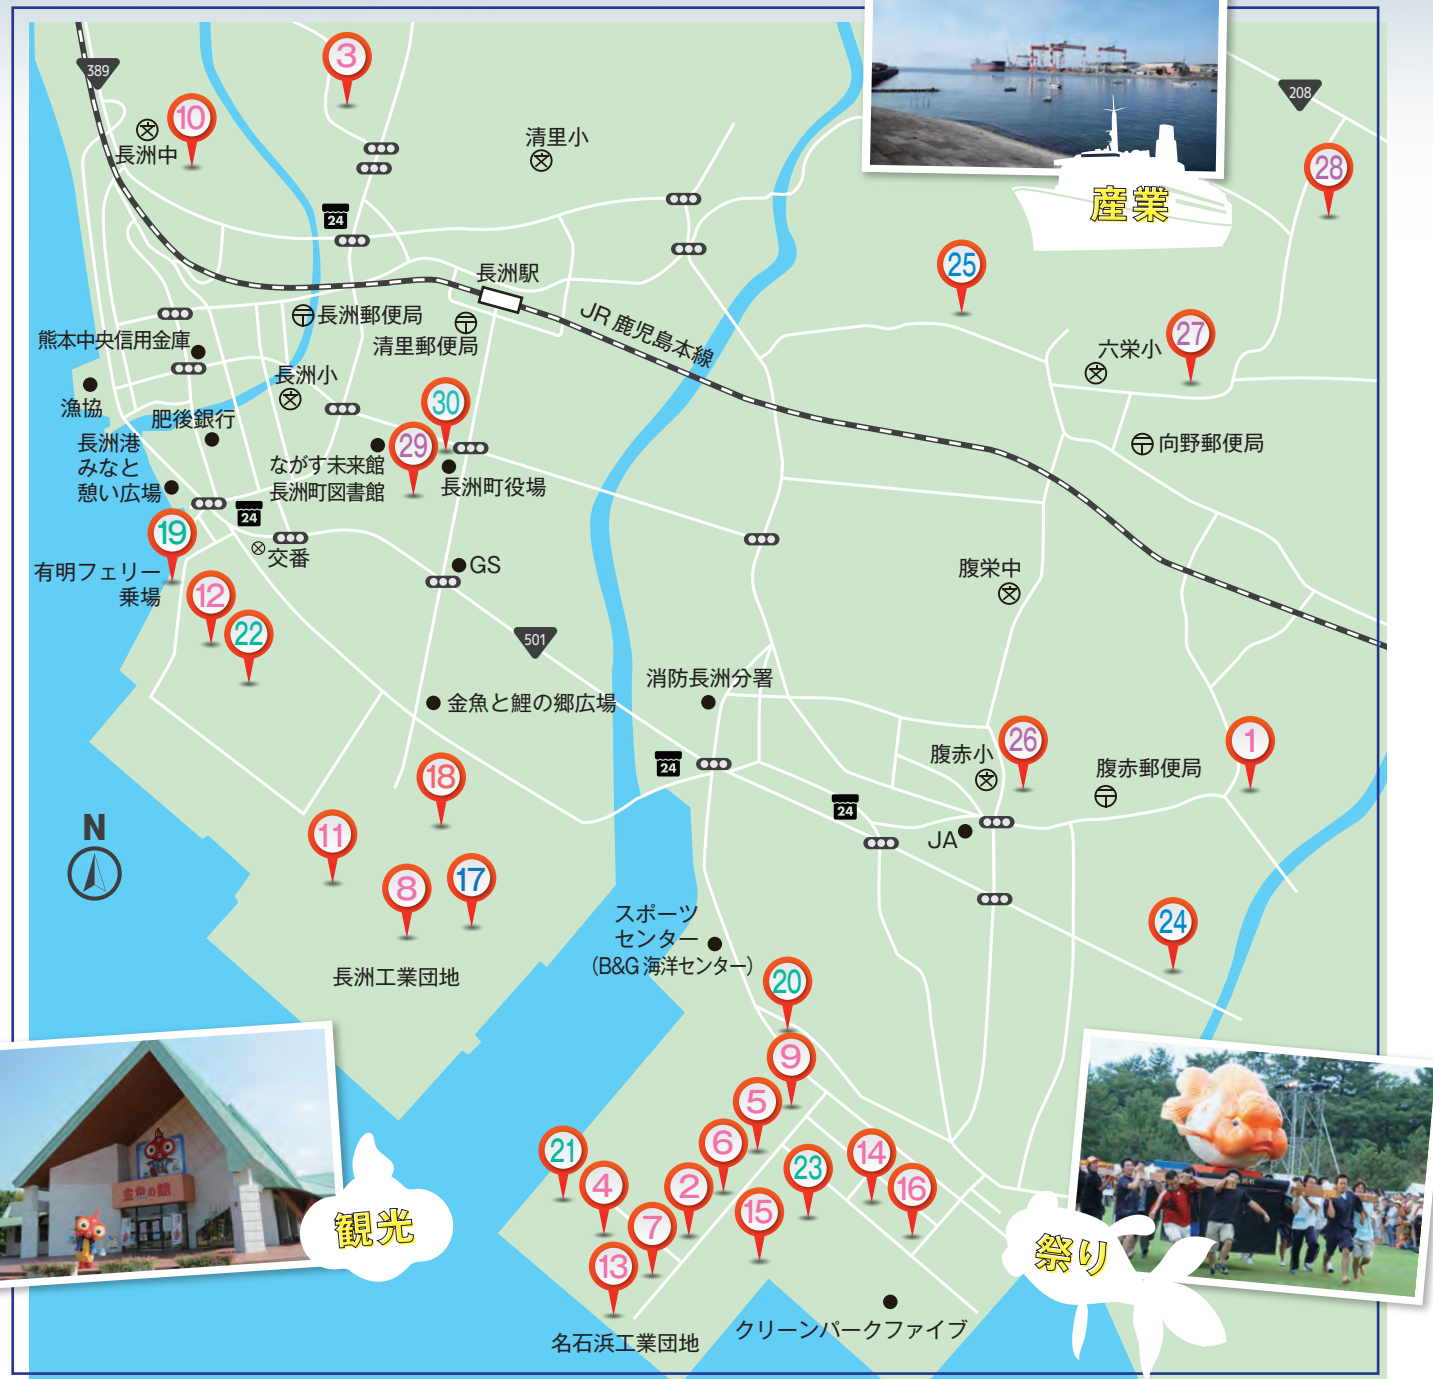 389
3
208
10
長洲中
清里小
28
24
産業
25
長洲駅
長洲郵便局
清里郵便局
JR鹿児島本線
熊本中央信用金庫
27
六栄小
漁協
長洲小
30
肥後銀行
向野郵便局
長洲港
みなと
憩い広場
29
ながす未来館
長洲町図書館
長洲町役場
24
19
交番
GS
有明フェリー
乗場
12
22
腹栄中
501
消防長洲分署
金魚と鯉の郷広場
26
1
腹赤小
腹赤郵便局
24
18
24
JA
N
11
8
17
24
スポーツ
センター
(B&G 海洋センター)
長洲工業団地
20
9
5
21
6
14
23
4
2
16
7
15
13
金魚の館
観光
祭り
クリーンパークファイブ
名石浜工業団地